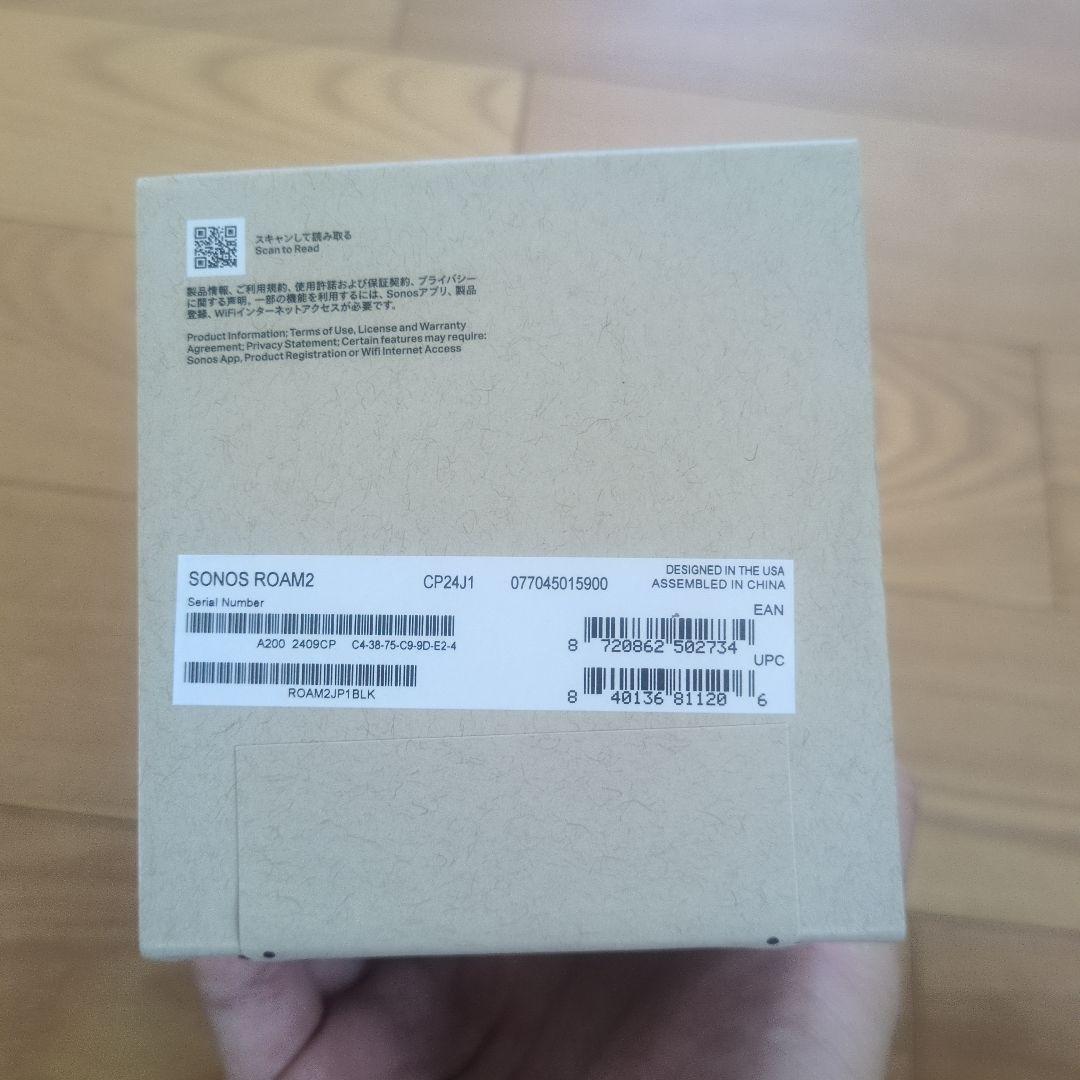 スキャンして読み取る
Scan to Read
製品情報、ご利用規約、使用許諾および保証契約、プライバシー
に関する声明。一部の機能を利用するには、Sonosアプリ、製品
登録、WiFiインターネットアクセスが必要です。
Product Information; Terms of Use, License and Warranty
Agreement; Privacy Statement; Certain features may require:
Sonos App, Product Registration or Wifi Internet Access
SONOS ROAM2 CP24J1 077045015900 DESIGNED IN THE USA
ASSEMBLED IN CHINA
Serial Number
EAN
A200 2409CP C4-38-75-C9-9D-E2-4
8 720862 502734
UPC
ROAM2JP1BLK
8 40136 81120 6